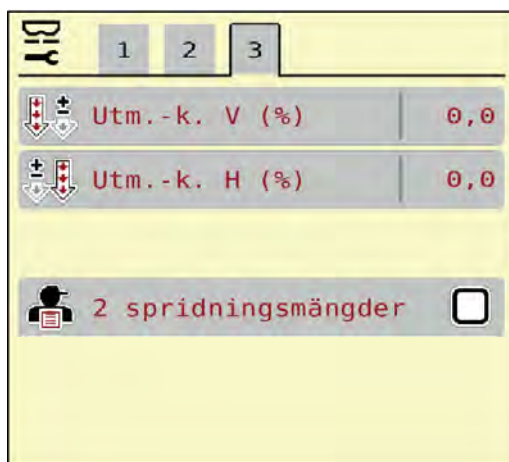 1 2 3
Utm.-k. V (%) 0,0
Utm.-k. H (%) 0,0
2 spridningsmängder